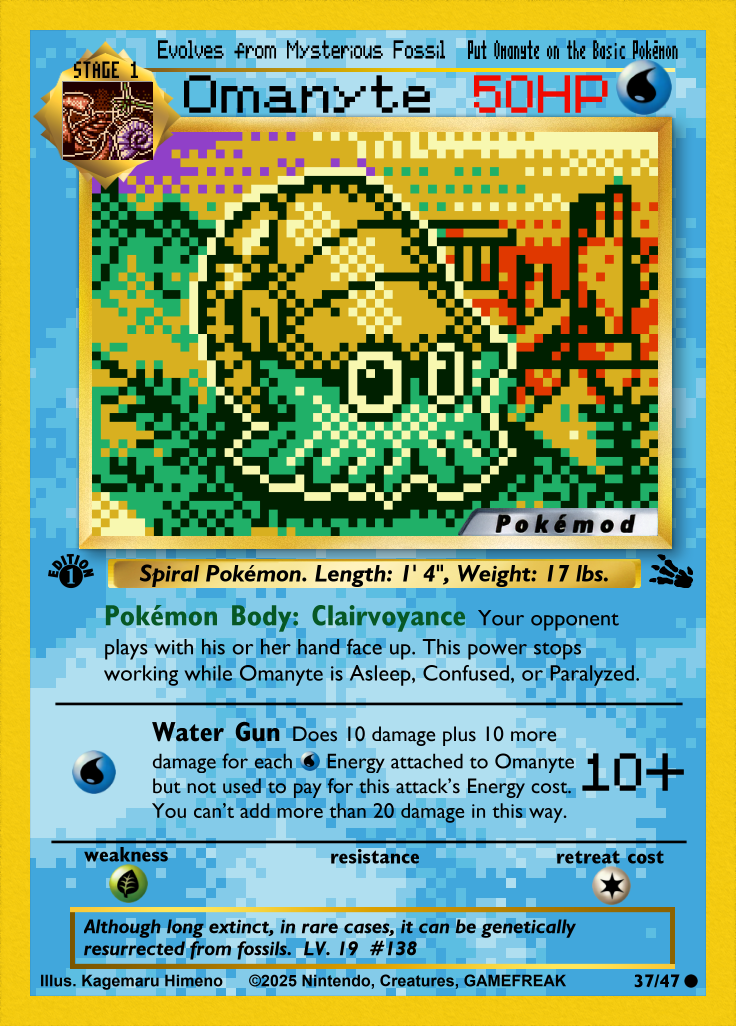 Evolves from Mysterious Fossil Put Omanyte on the Basic Pokémon
STAGE 1
Omanyte 50HP
Pokémod
EDITION
1
Spiral Pokémon. Length: 1' 4", Weight: 17 lbs.
Pokémon Body: Clairvoyance Your opponent
plays with his or her hand face up. This power stops
working while Omanyte is Asleep, Confused, or Paralyzed.
Water Gun Does 10 damage plus 10 more
damage for each Energy attached to Omanyte
but not used to pay for this attack's Energy cost.
You can't add more than 20 damage in this way.
10+
weakness resistance retreat cost
Although long extinct, in rare cases, it can be genetically
resurrected from fossils. LV. 19 #138
Illus. Kagemaru Himeno ©2025 Nintendo, Creatures, GAMEFREAK 37/47